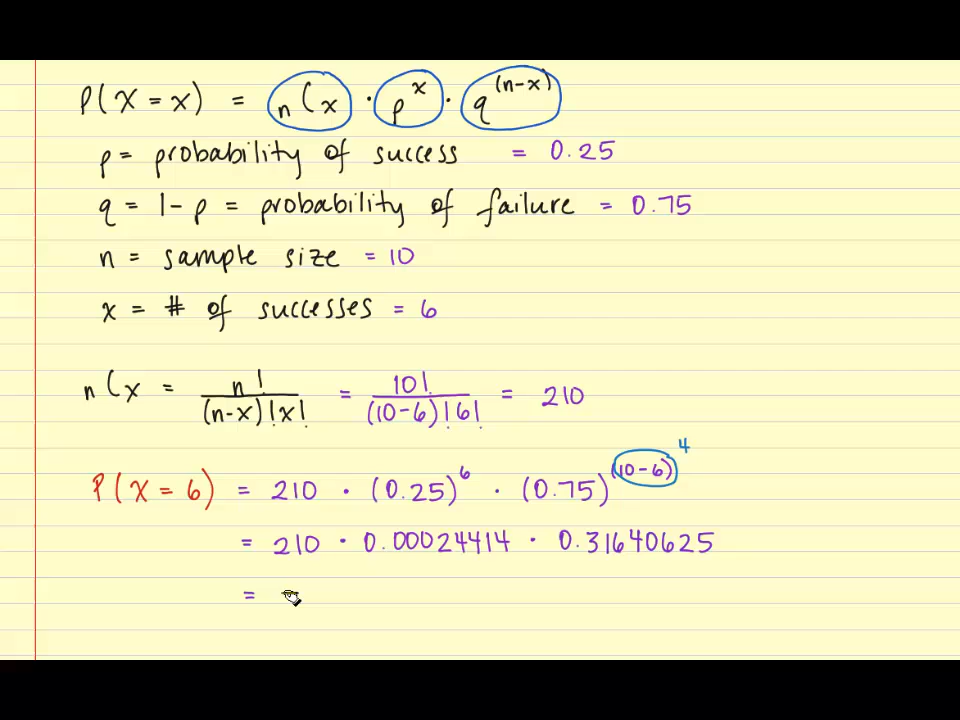 P(X = x) = nCx · p^x · q^(n-x)
p = probability of success = 0.25
q = 1 - p = probability of failure = 0.75
n = sample size = 10
x = # of successes = 6
nCx = n! / (n-x)!x! = 10! / (10-6)!6! = 210
4
P(X = 6) = 210 · (0.25)^6 · (0.75)^(10-6)
= 210 · 0.00024414 · 0.31640625
=